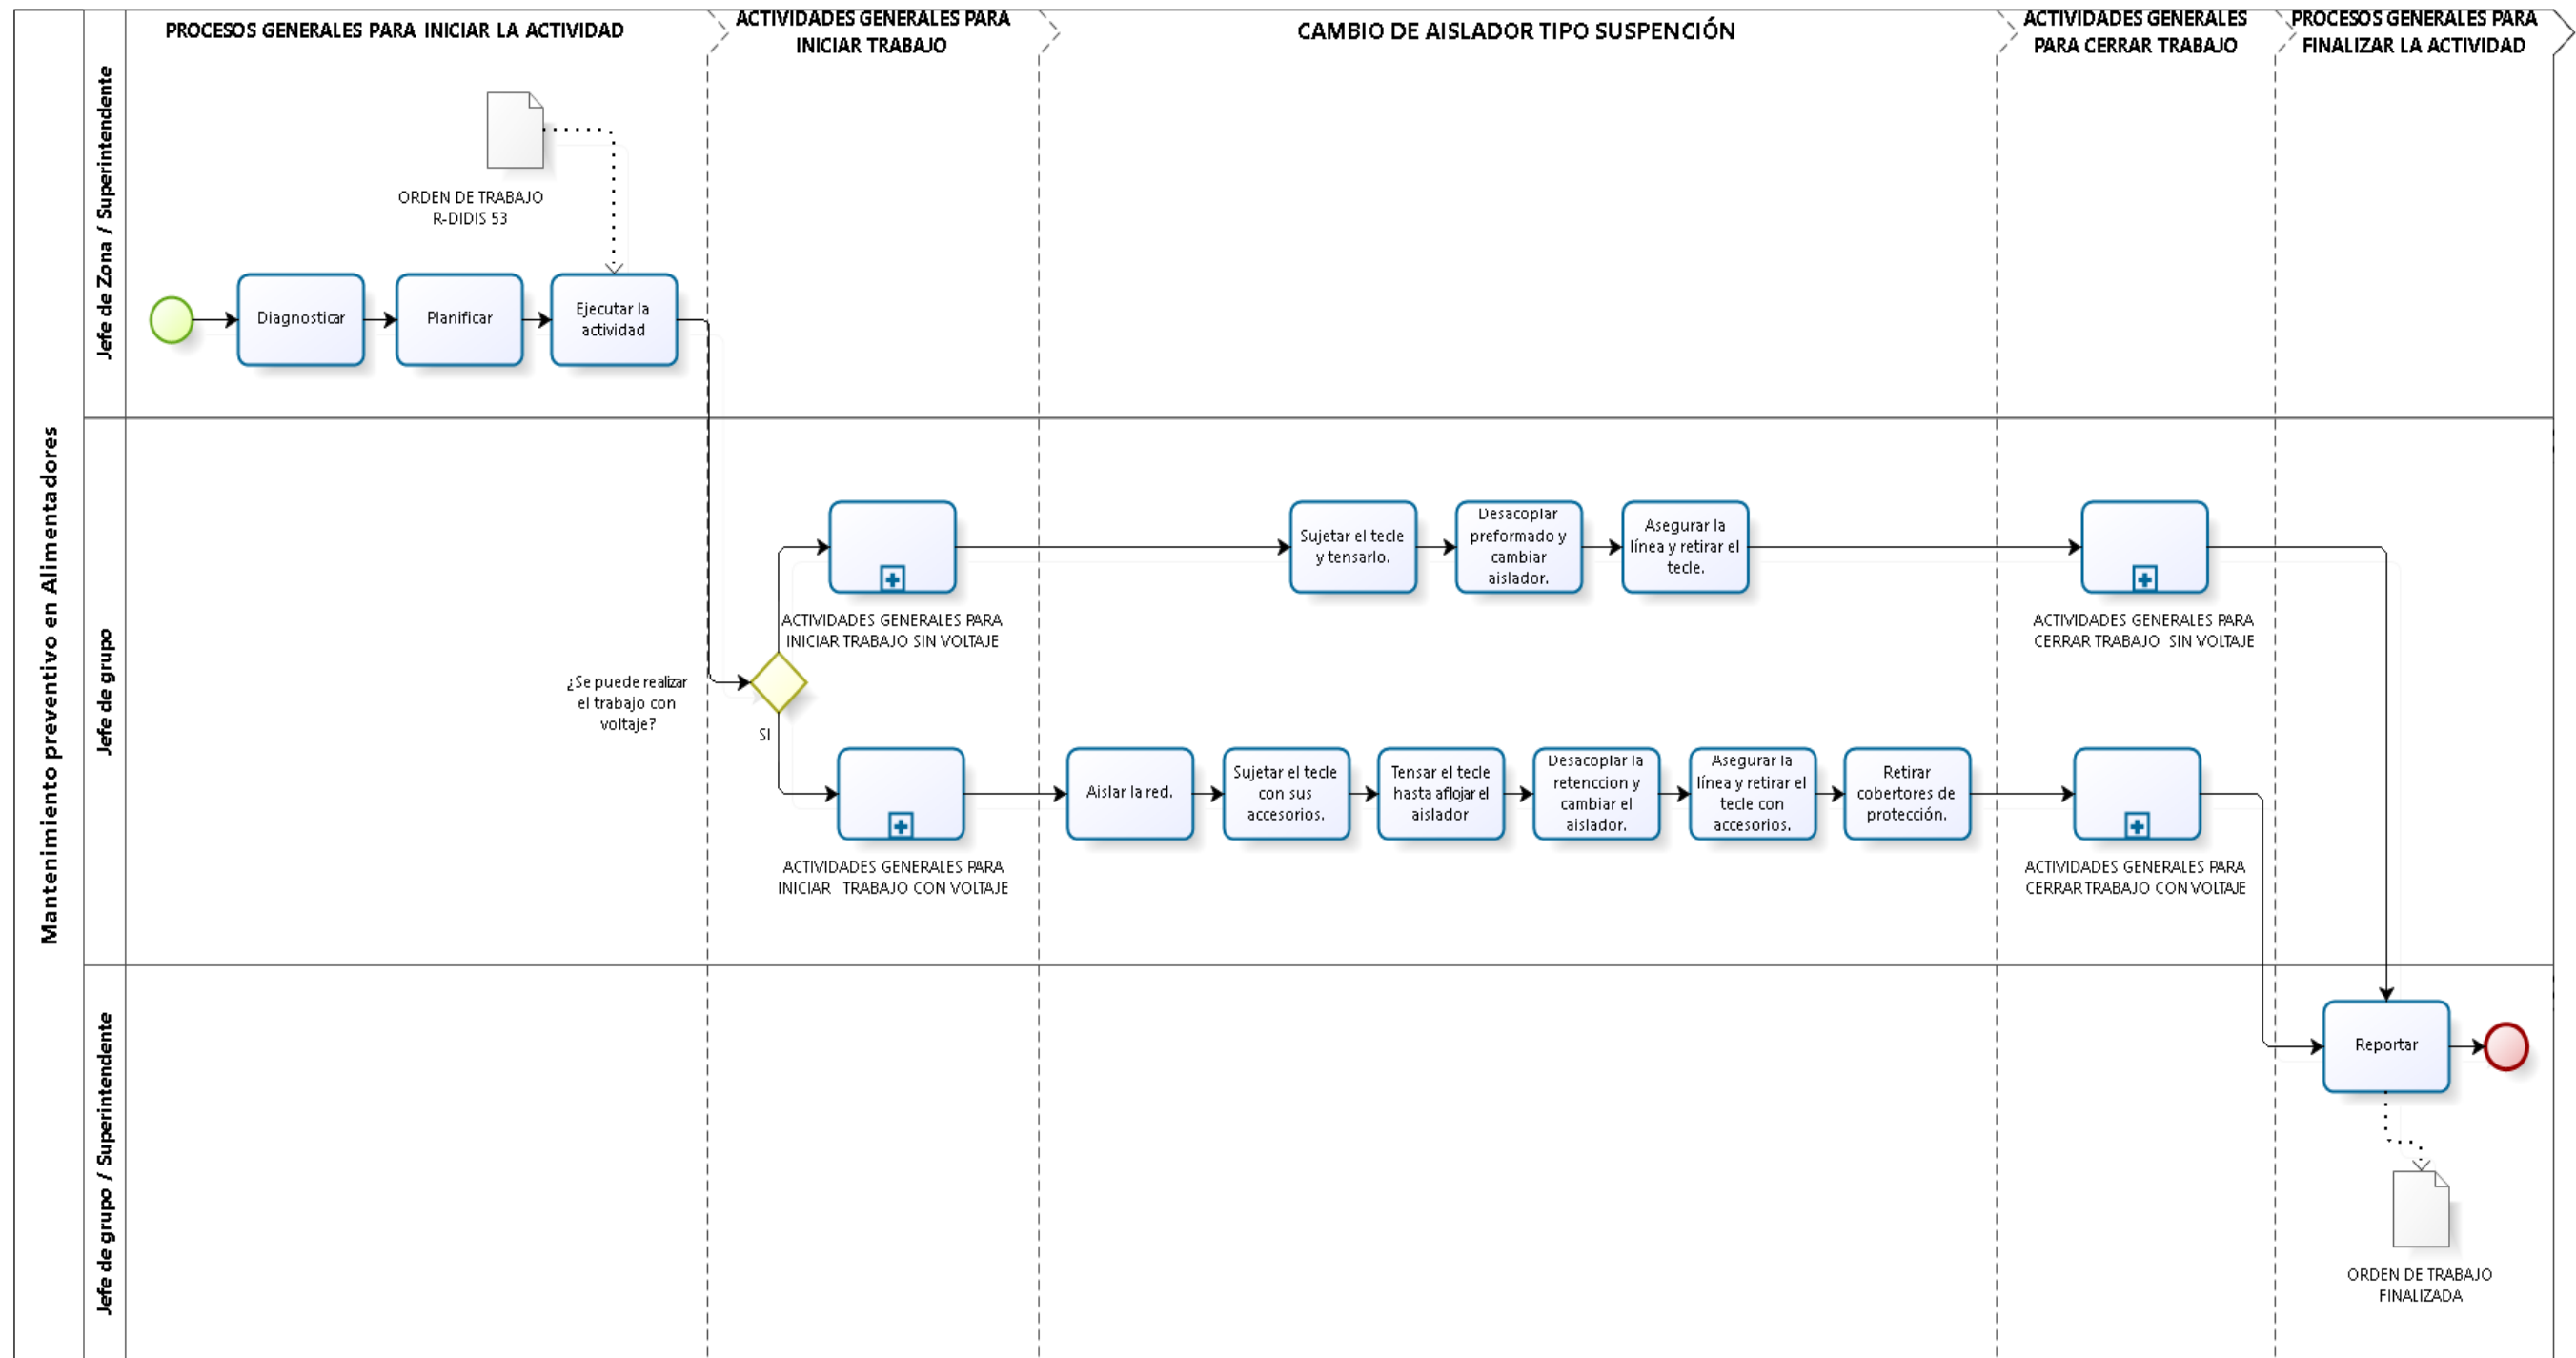 PROCESOS GENERALES PARA INICIAR LA ACTIVIDAD
ACTIVIDADES GENERALES PARA
INICIAR TRABAJO
CAMBIO DE AISLADOR TIPO SUSPENCIÓN
ACTIVIDADES GENERALES
PARA CERRAR TRABAJO
PROCESOS GENERALES PARA
FINALIZAR LA ACTIVIDAD
Mantenimiento preventivo en Alimentadores
Jefe de Zona / Superintendente
ORDEN DE TRABAJO
R-DIDIS 53
Diagnosticar
Planificar
Ejecutar la
actividad
Jefe de grupo
ACTIVIDADES GENERALES PARA
INICIAR TRABAJO SIN VOLTAJE
Sujetar el tecle
y tensarlo.
Desacoplar
preformado y
cambiar
aislador.
Asegurar la
línea y retirar el
tecle.
ACTIVIDADES GENERALES PARA
CERRAR TRABAJO SIN VOLTAJE
¿Se puede realizar
el trabajo con
voltaje?
SI
ACTIVIDADES GENERALES PARA
INICIAR TRABAJO CON VOLTAJE
Aislar la red.
Sujetar el tecle
con sus
accesorios.
Tensar el tecle
hasta aflojar el
aislador
Desacoplar la
retenccion y
cambiar el
aislador.
Asegurar la
línea y retirar el
tecle con
accesorios.
Retirar
cobertores de
protección.
ACTIVIDADES GENERALES PARA
CERRAR TRABAJO CON VOLTAJE
Jefe de grupo / Superintendente
Reportar
ORDEN DE TRABAJO
FINALIZADA